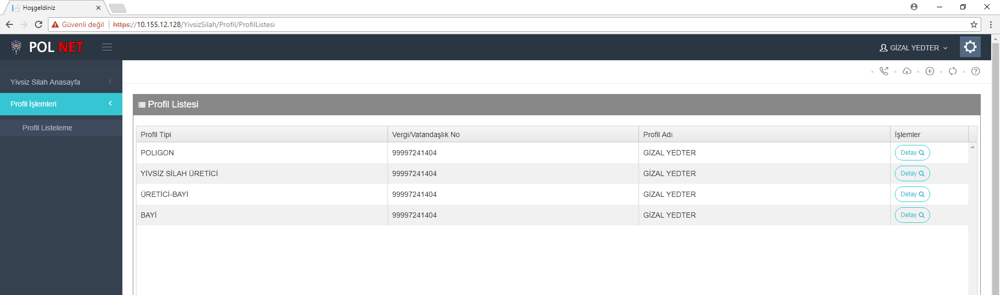 Hoşgeldiniz
Güvenli değil | https://10.155.12.128/YivsizSilah/Profil/ProfilListesi
POL NET
GİZAL YEDTER
Yivsiz Silah Anasayfa
Profil İşlemleri
Profil Listeleme
Profil Listesi
Profil Tipi Vergi/Vatandaşlık No Profil Adı İşlemler
POLIGON 99997241404 GİZAL YEDTER Detay
YİVSİZ SİLAH ÜRETİCİ 99997241404 GİZAL YEDTER Detay
ÜRETİCİ-BAYİ 99997241404 GİZAL YEDTER Detay
BAYİ 99997241404 GİZAL YEDTER Detay